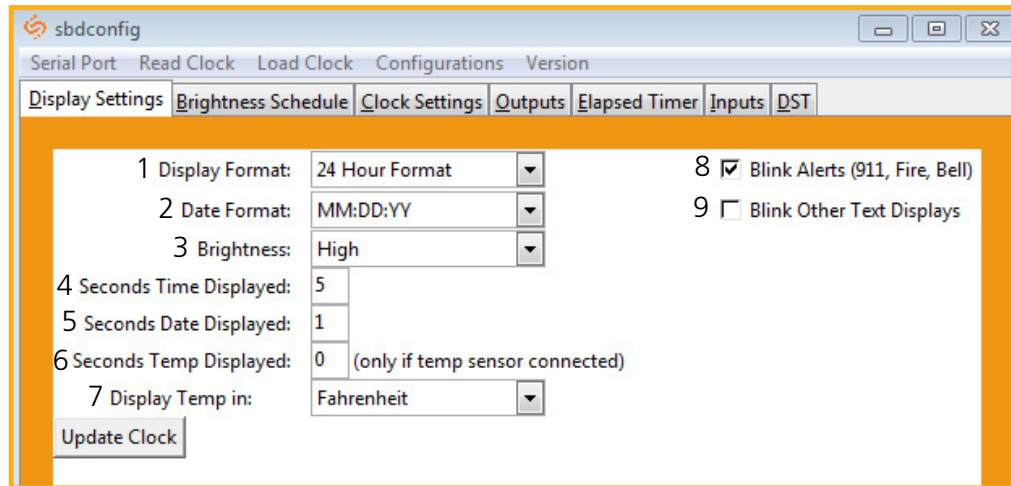 sbdconfig
Serial Port Read Clock Load Clock Configurations Version
Display Settings Brightness Schedule Clock Settings Outputs Elapsed Timer Inputs DST
1 Display Format: 24 Hour Format 8 Blink Alerts (911, Fire, Bell)
2 Date Format: MM:DD:YY 9 Blink Other Text Displays
3 Brightness: High
4 Seconds Time Displayed: 5
5 Seconds Date Displayed: 1
6 Seconds Temp Displayed: 0 (only if temp sensor connected)
7 Display Temp in: Fahrenheit
Update Clock